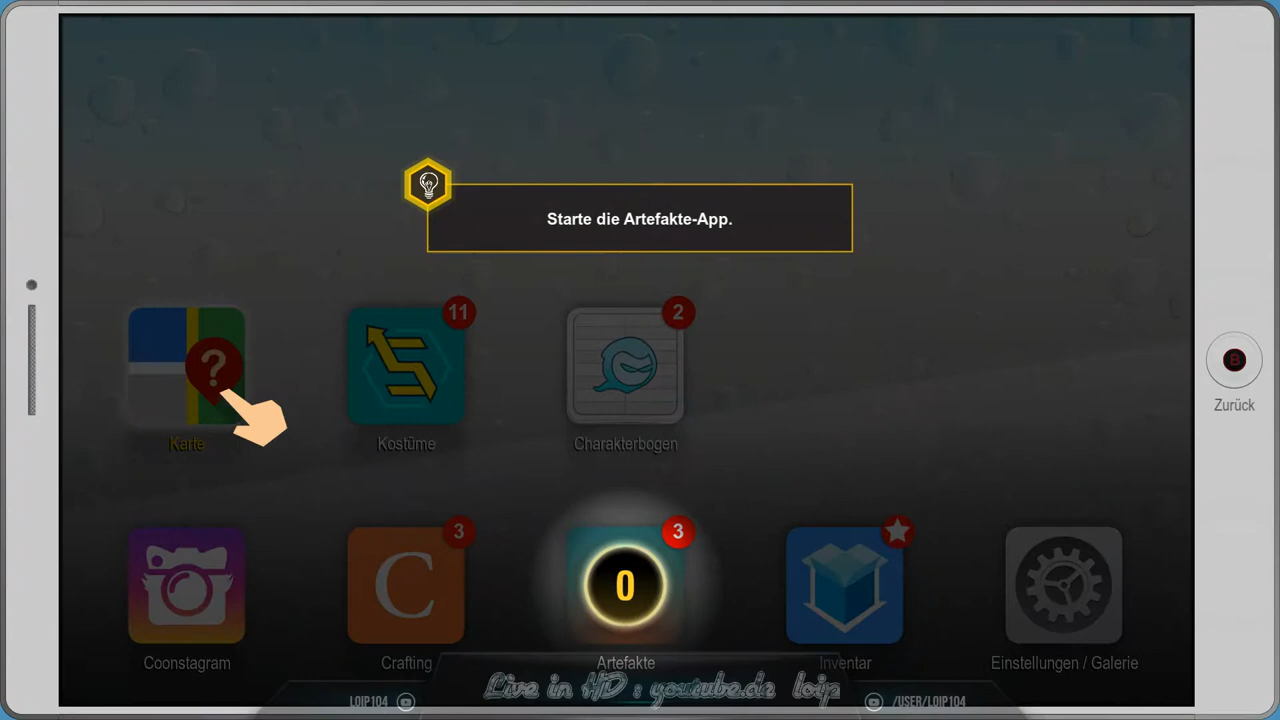 Starte die Artefakte-App.
?
11
2
Karte
Kostüme
Charakterbogen
B
Zurück
3
3
C
0
Coonstagram
Crafting
Artefakte
Inventar
Einstellungen / Galerie
Live in HD : youtube.de loip
LOIP104
/USER/LOIP104